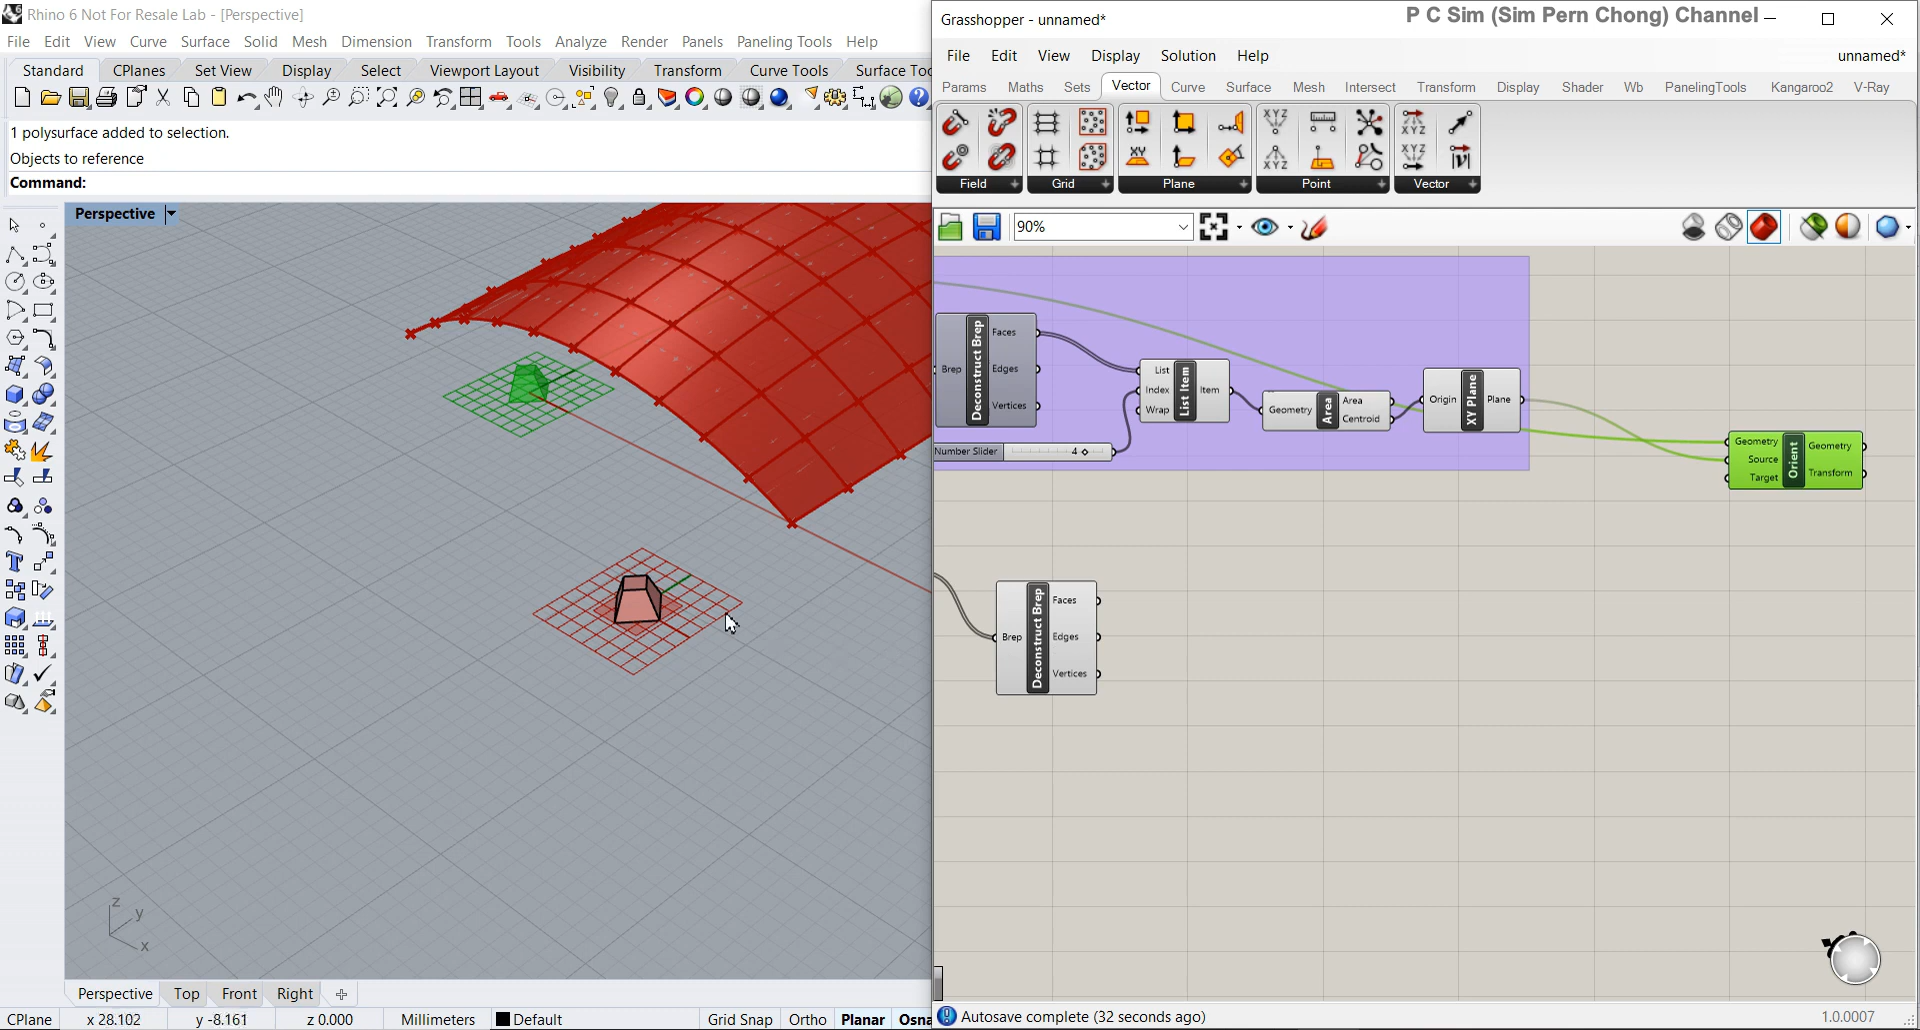 Rhino 6 Not For Resale Lab - [Perspective]
File Edit View Curve Surface Solid Mesh Dimension Transform Tools Analyze Render Panels Paneling Tools Help
Standard CPlanes Set View Display Select Viewport Layout Visibility Transform Curve Tools Surface Too
1 polysurface added to selection.
Objects to reference
Command:
Perspective
z
y
x
Perspective Top Front Right
CPlane x 28.102 y -8.161 z 0.000 Millimeters Default Grid Snap Ortho Planar Osna
Grasshopper - unnamed*
P C Sim (Sim Pern Chong) Channel
File Edit View Display Solution Help unnamed*
Params Maths Sets Vector Curve Surface Mesh Intersect Transform Display Shader Wb PanelingTools Kangaroo2 V-Ray
XY XYZ XYZ XYZ XYZ |v|
Field Grid Plane Point Vector
90%
Brep Deconstruct Brep Faces Edges Vertices
Number Slider 4
List Index Wrap List Item Item
Geometry Area Area Centroid
Origin XY Plane Plane
Geometry Source Target Orient Geometry Transform
Brep Deconstruct Brep Faces Edges Vertices
Autosave complete (32 seconds ago) 1.0.0007